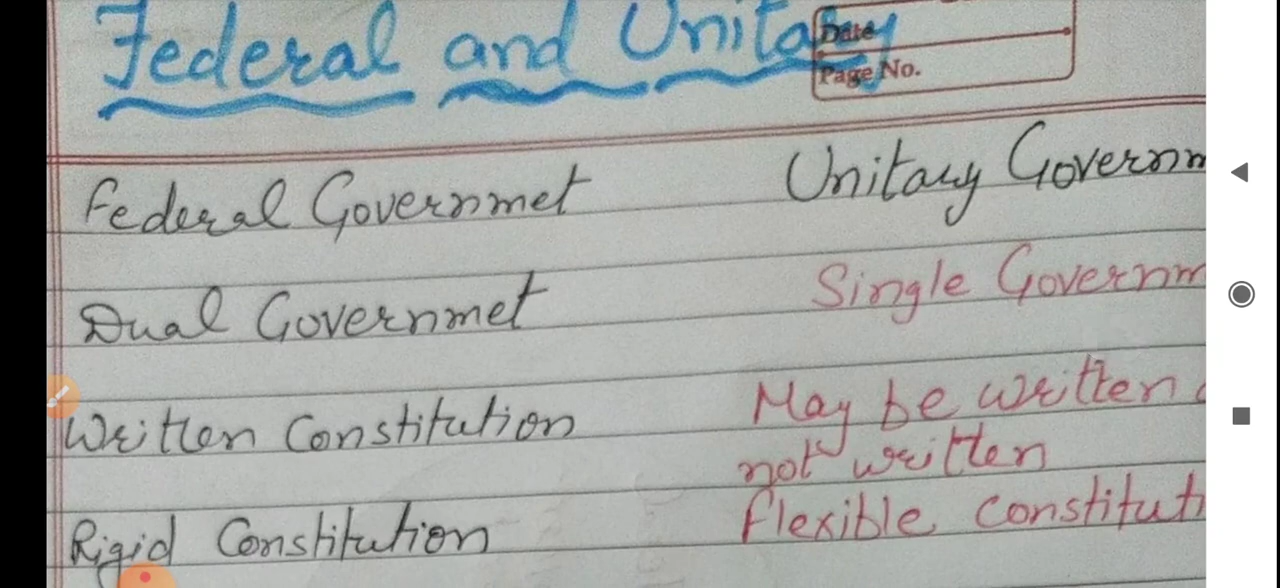 Federal and Unitary
Date
Page No.
Federal Governmet Unitary Governm
Dual Governmet Single Governm
Written Constitution May be written
not written
Rigid Constitution Flexible constituti